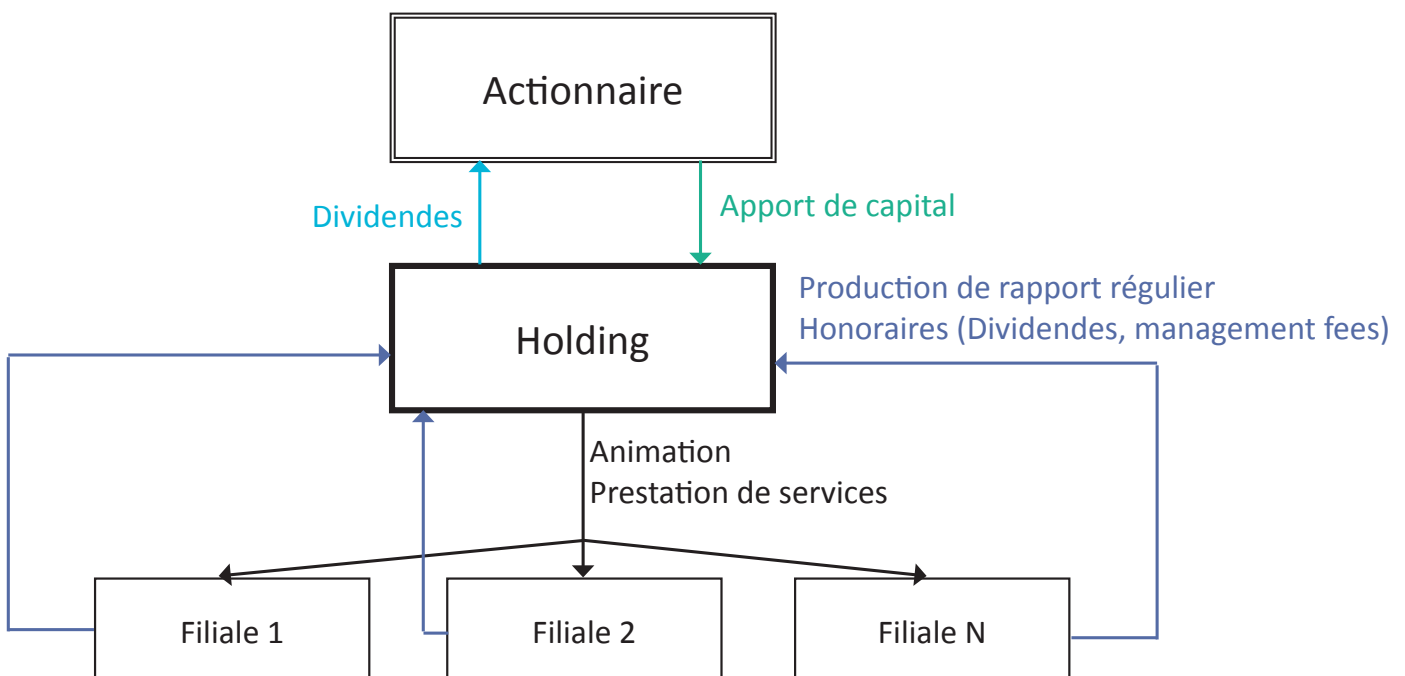 Actionnaire
Dividendes
Apport de capital
Production de rapport régulier
Honoraires (Dividendes, management fees)
Holding
Animation
Prestation de services
Filiale 1
Filiale 2
Filiale N